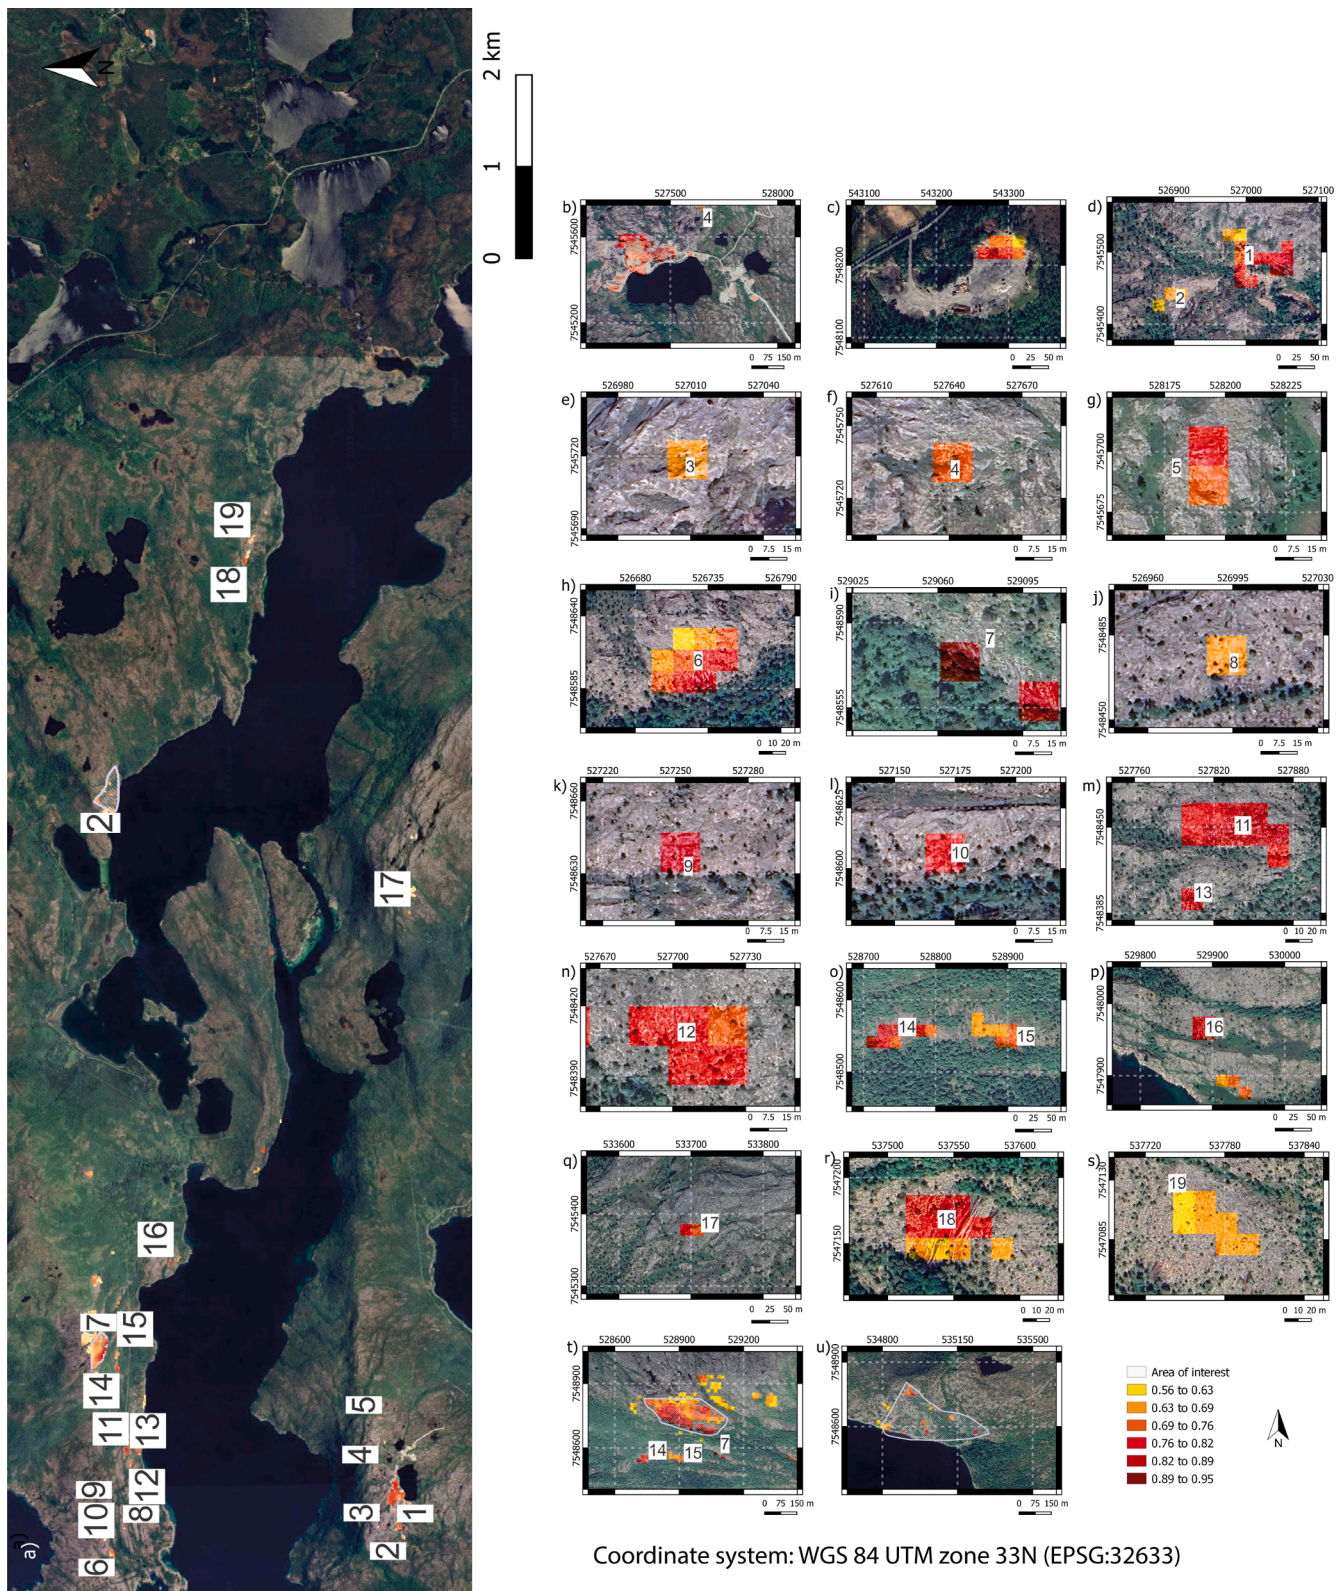 N
0 1 2 km
19
18
2
17
16
7
15
14
11
13
5
4
9
10
12
8
3
1
6
2
a)
b)
527500 528000
7545600
7545200
4
0 75 150 m
c)
543100 543200 543300
7548200
7548100
0 25 50 m
d)
526900 527000 527100
7545500
7545400
1
2
0 25 50 m
e)
526980 527010 527040
7545720
7545690
3
0 7.5 15 m
f)
527610 527640 527670
7545750
7545720
4
0 7.5 15 m
g)
528175 528200 528225
7545700
7545675
5
0 7.5 15 m
h)
526680 526735 526790
7548640
7548585
6
0 10 20 m
i)
529025 529060 529095
7548590
7548555
7
0 7.5 15 m
j)
526960 526995 527030
7548485
7548450
8
0 7.5 15 m
k)
527220 527250 527280
7548660
7548630
9
0 7.5 15 m
l)
527150 527175 527200
7548625
7548600
10
0 7.5 15 m
m)
527760 527820 527880
7548450
7548385
11
13
0 10 20 m
n)
527670 527700 527730
7548420
7548390
12
0 7.5 15 m
o)
528700 528800 528900
7548600
7548500
14
15
0 25 50 m
p)
529800 529900 530000
7548000
7547900
16
0 25 50 m
q)
533600 533700 533800
7545400
7545300
17
0 25 50 m
r)
537500 537550 537600
7547200
7547150
18
0 10 20 m
s)
537720 537780 537840
7547130
7547085
19
0 10 20 m
t)
528600 528900 529200
7548900
7548600
14 15 7
0 75 150 m
u)
534800 535150 535500
7548900
7548600
0 75 150 m
Area of interest
0.56 to 0.63
0.63 to 0.69
0.69 to 0.76
0.76 to 0.82
0.82 to 0.89
0.89 to 0.95
N
Coordinate system: WGS 84 UTM zone 33N (EPSG:32633)